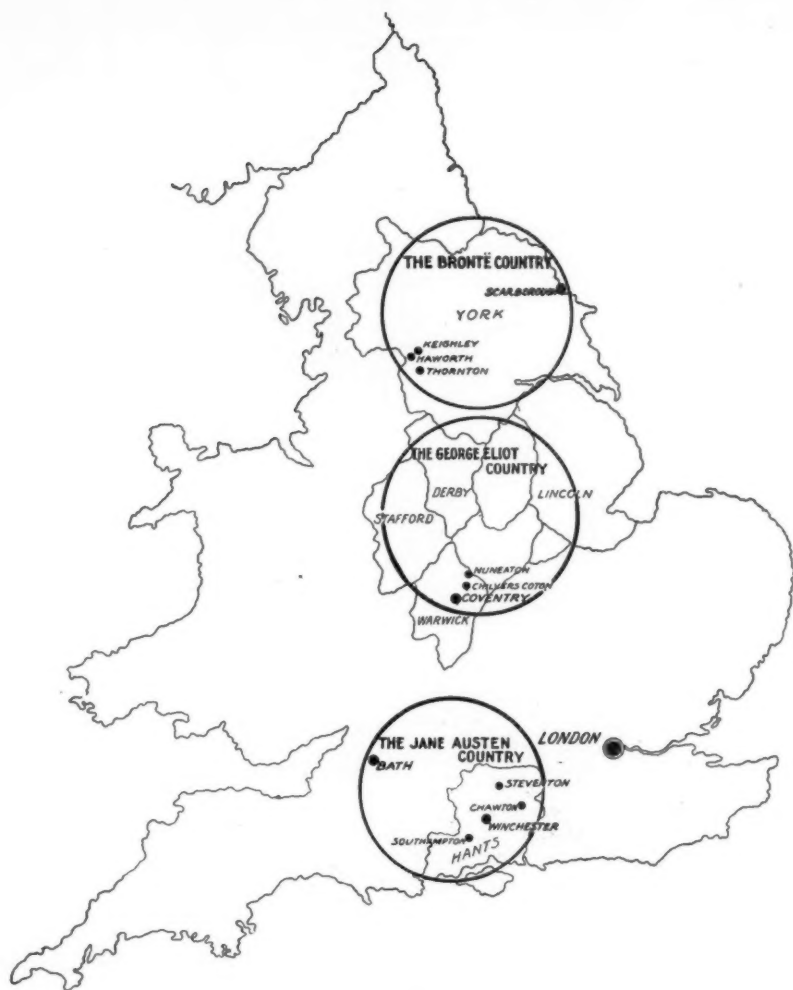 THE BRONTË COUNTRY
SCARBOROUGH
YORK
KEIGHLEY
HAWORTH
THORNTON
THE GEORGE ELIOT
COUNTRY
DERBY
LINCOLN
STAFFORD
NUNEATON
CHILVERS COTON
COVENTRY
WARWICK
THE JANE AUSTEN
COUNTRY
LONDON
BATH
STEVENTON
CHAWTON
WINCHESTER
SOUTHAMPTON
HANTS